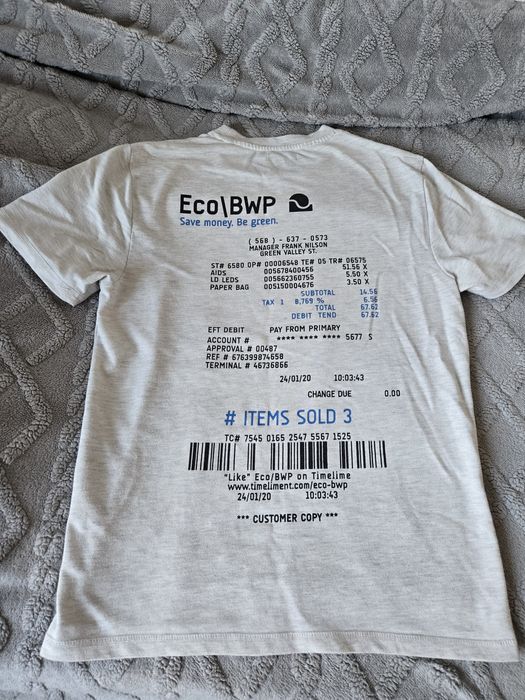 Eco\BWP
Save money. Be green.
( 568 ) - 637 - 0573
MANAGER FRANK NILSON
GREEN VALLEY ST.
ST# 6580 OP# 00006548 TE# 05 TR# 06575
AIDS 005678400456 51.56 X
LD LEDS 005662360755 5.50 X
PAPER BAG 005150004676 3.50 X
SUBTOTAL 14.56
TAX 1 8,769 % 6.56
TOTAL 67.62
DEBIT TEND 67.62
EFT DEBIT PAY FROM PRIMARY
ACCOUNT # **** **** **** 5677 S
APPROVAL # 00487
REF # 676399874658
TERMINAL # 46736866
24/01/20 10:03:43
CHANGE DUE 0.00
# ITEMS SOLD 3
TC# 7545 0165 2547 5567 1525
"Like" Eco/BWP on Timelime
www.timeliment.com/eco-bwp
24/01/20 10:03:43
*** CUSTOMER COPY ***